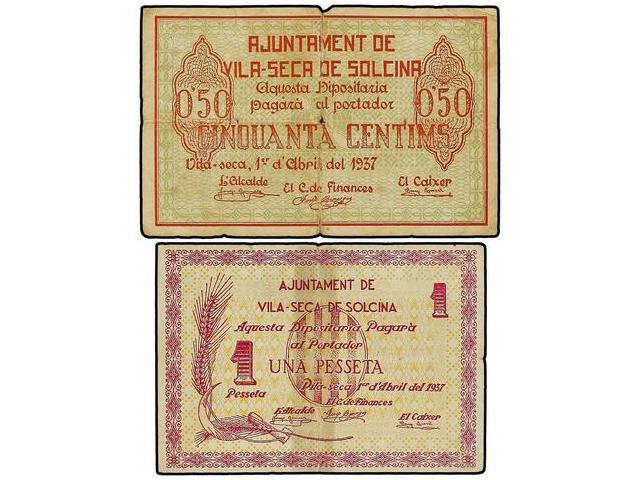 AJUNTAMENT DE
VILA-SECA DE SOLCINA
Aquesta Dipositaria
pagarà al portador
0'50 0'50
CINQUANTA CENTIMS
Vila-seca, 1er d'Abril del 1937
L'Alcalde El C. de Finances El Caixer
AJUNTAMENT DE
1
VILA-SECA DE SOLCINA
Aquesta Dipositaria Pagarà
al Portador
1
UNA PESSETA
Pesseta
Vila-seca 1er d'Abril del 1937
L'Alcalde El C. de Finances El Caixer